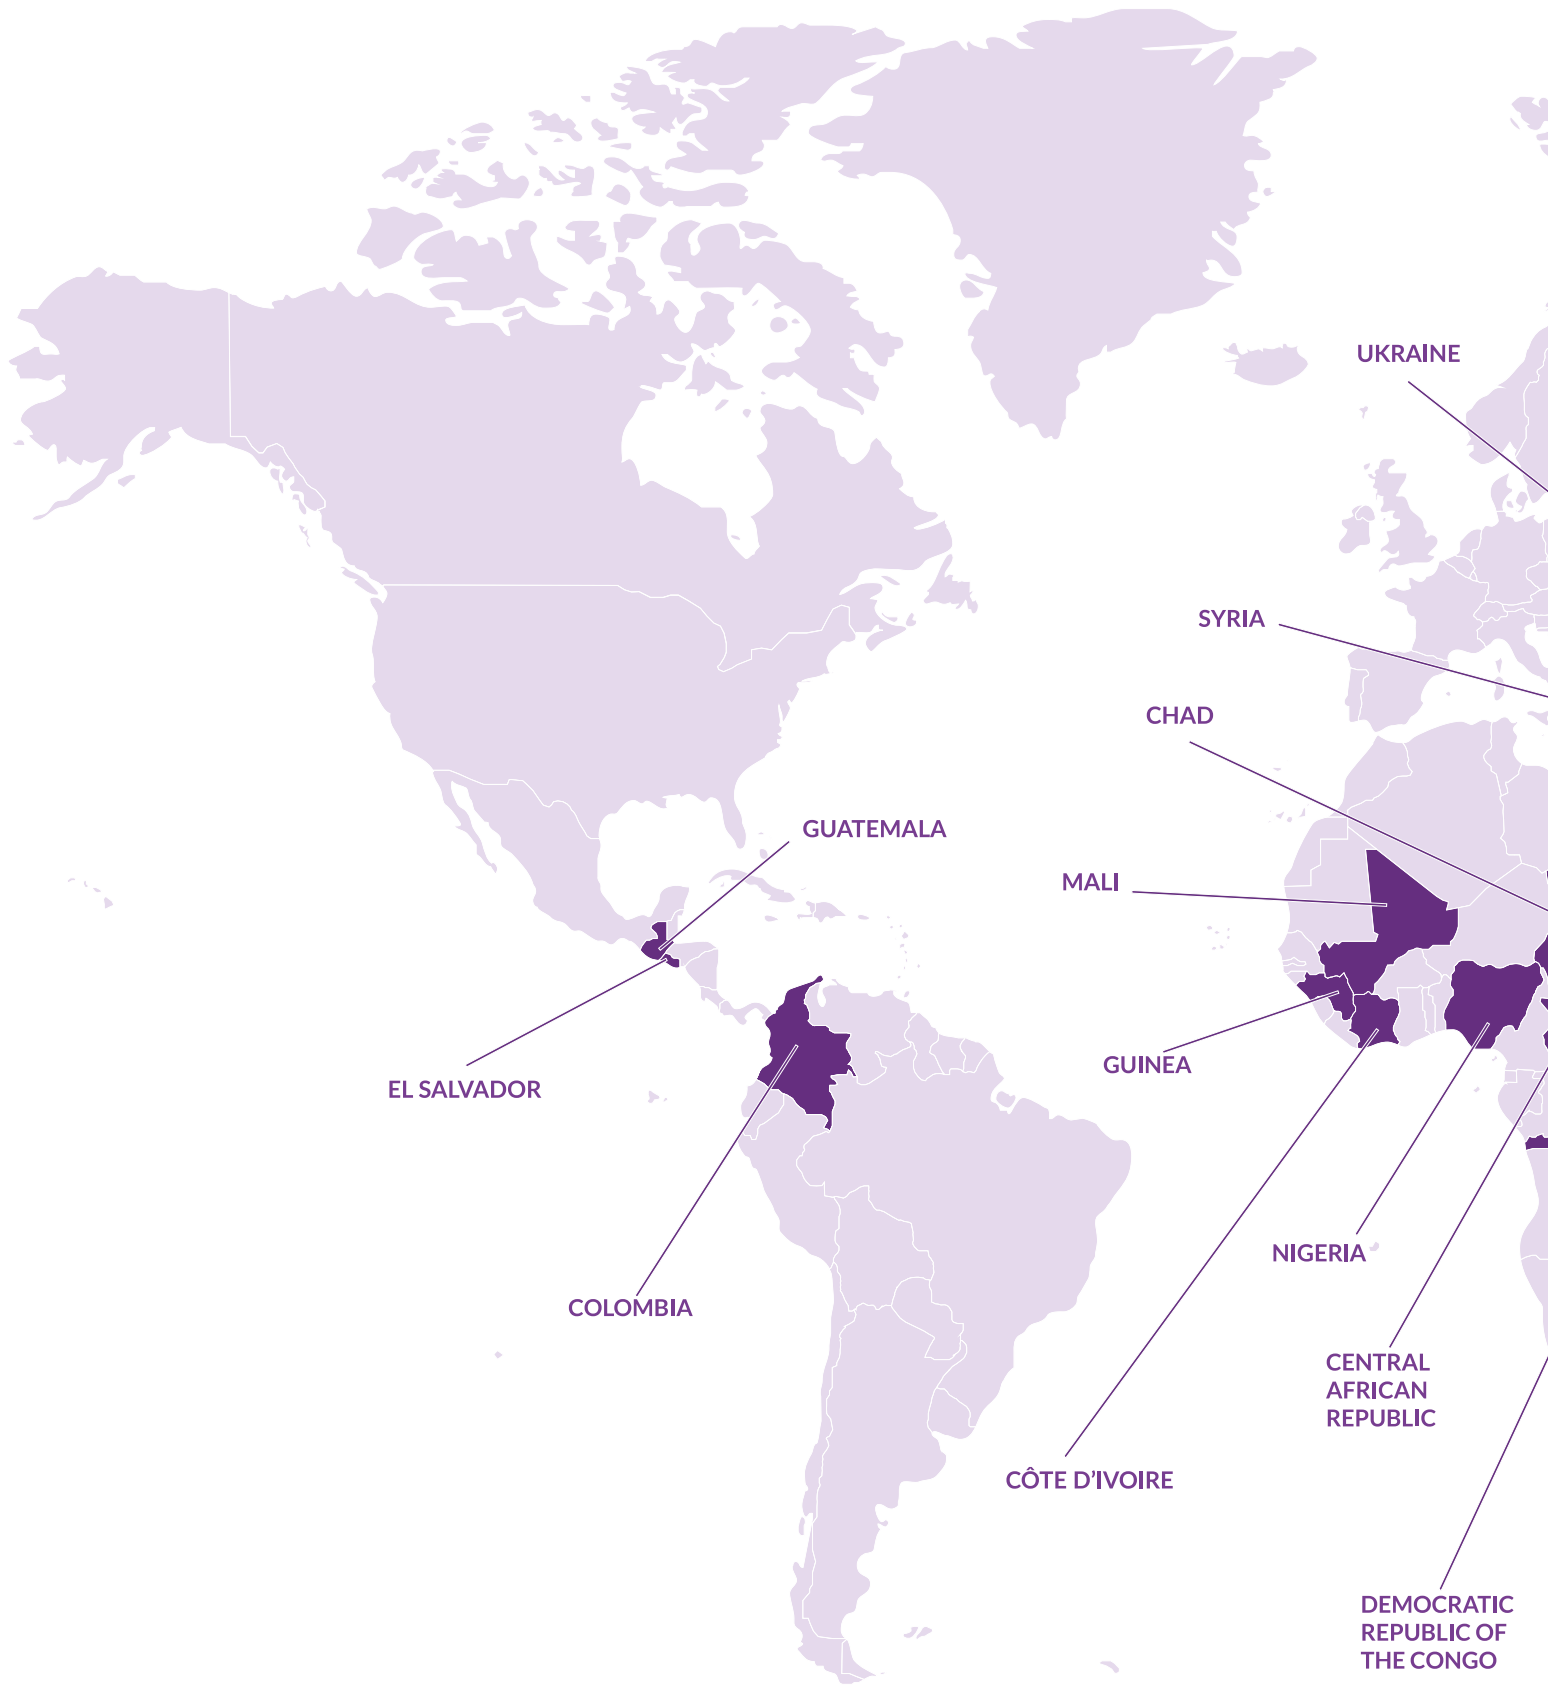 UKRAINE
SYRIA
CHAD
GUATEMALA
MALI
GUINEA
EL SALVADOR
NIGERIA
COLOMBIA
CENTRAL
AFRICAN
REPUBLIC
CÔTE D'IVOIRE
DEMOCRATIC
REPUBLIC OF
THE CONGO